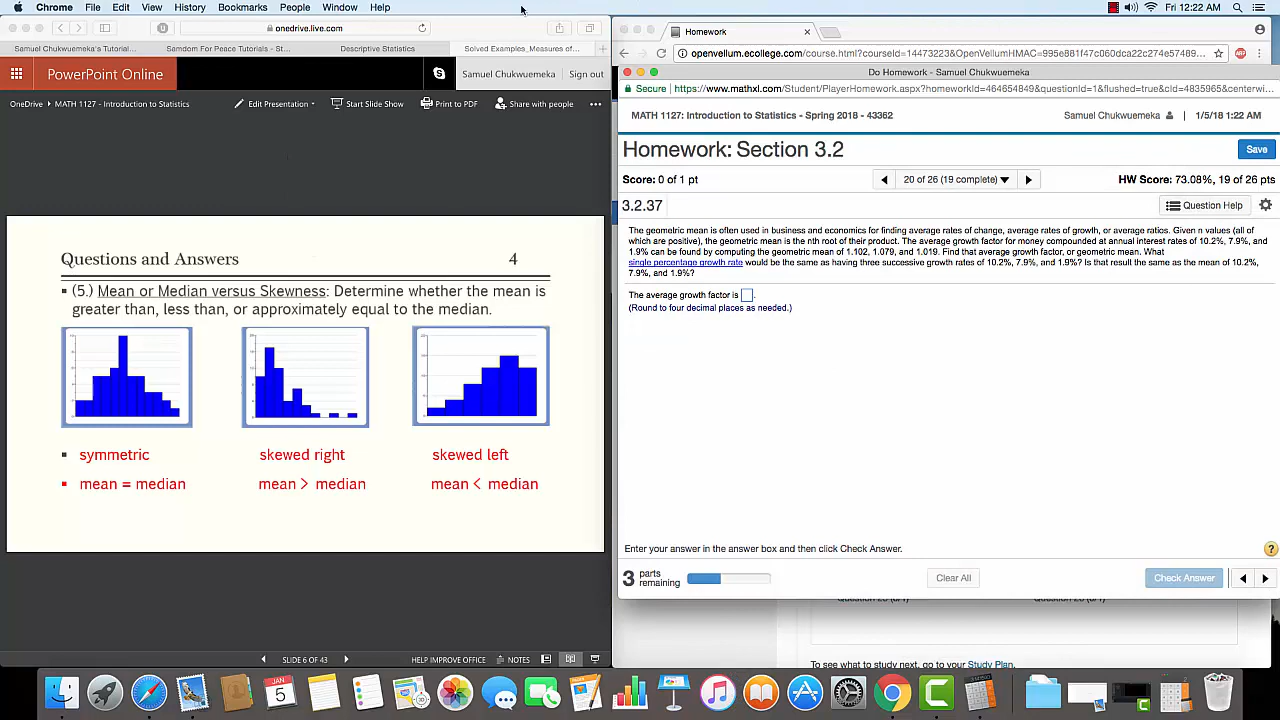 Chrome File Edit View History Bookmarks People Window Help
Fri 12:22 AM
onedrive.live.com
Samuel Chukwuemeka's Tutorial...
Samdom For Peace Tutorials - St...
Descriptive Statistics
Solved Examples_Measures of...
PowerPoint Online
Samuel Chukwuemeka Sign out
OneDrive ▸ MATH 1127 - Introduction to Statistics
Edit Presentation
Start Slide Show
Print to PDF
Share with people
Questions and Answers 4
(5.) Mean or Median versus Skewness: Determine whether the mean is
greater than, less than, or approximately equal to the median.
symmetric skewed right skewed left
mean = median mean > median mean < median
SLIDE 6 OF 43
HELP IMPROVE OFFICE
NOTES
Homework
openvellum.ecollege.com/course.html?courseId=14473223&OpenVellumHMAC=995e881f47c060dca22c274e57489...
Do Homework - Samuel Chukwuemeka
Secure https://www.mathxl.com/Student/PlayerHomework.aspx?homeworkId=464654849&questionId=1&flushed=true&cId=4835965&centerwi...
MATH 1127: Introduction to Statistics - Spring 2018 - 43362
Samuel Chukwuemeka | 1/5/18 1:22 AM
Homework: Section 3.2
Save
Score: 0 of 1 pt
20 of 26 (19 complete)
HW Score: 73.08%, 19 of 26 pts
3.2.37
Question Help
The geometric mean is often used in business and economics for finding average rates of change, average rates of growth, or average ratios. Given n values (all of
which are positive), the geometric mean is the nth root of their product. The average growth factor for money compounded at annual interest rates of 10.2%, 7.9%, and
1.9% can be found by computing the geometric mean of 1.102, 1.079, and 1.019. Find that average growth factor, or geometric mean. What
single percentage growth rate would be the same as having three successive growth rates of 10.2%, 7.9%, and 1.9%? Is that result the same as the mean of 10.2%,
7.9%, and 1.9%?
The average growth factor is .
(Round to four decimal places as needed.)
Enter your answer in the answer box and then click Check Answer.
?
3 parts
remaining
Clear All
Check Answer
To see what to study next, go to your Study Plan.
JAN
5